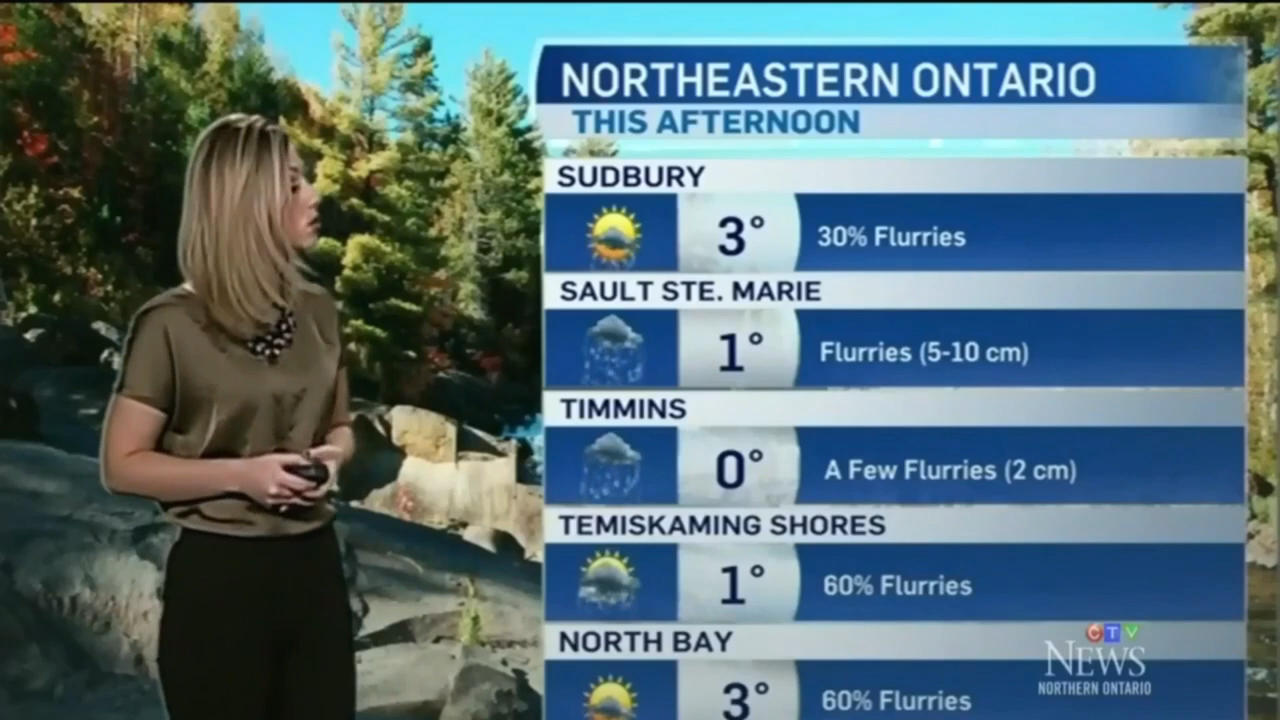 NORTHEASTERN ONTARIO
THIS AFTERNOON
SUDBURY
3° 30% Flurries
SAULT STE. MARIE
1° Flurries (5-10 cm)
TIMMINS
0° A Few Flurries (2 cm)
TEMISKAMING SHORES
1° 60% Flurries
NORTH BAY
3° 60% Flurries
CTV
NEWS
NORTHERN ONTARIO